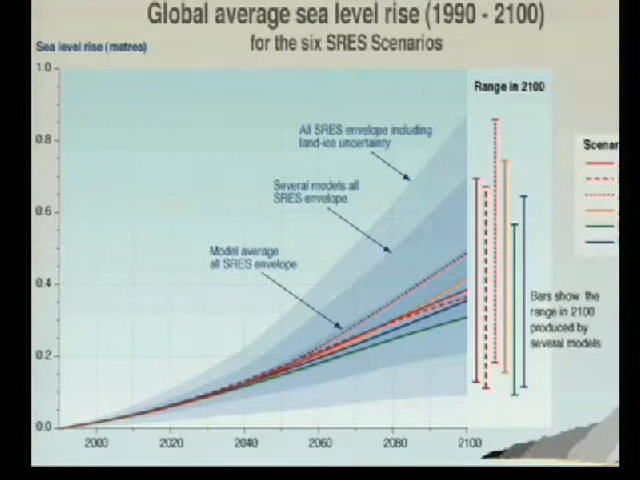 Global average sea level rise (1990 - 2100)
for the six SRES Scenarios
Sea level rise (metres)
1.0
Range in 2100
All SRES envelope including
land-ice uncertainty
0.8
Scenar
Several models all
SRES envelope
0.6
Model average
all SRES envelope
0.4
Bars show the
range in 2100
produced by
several models
0.2
0.0
2000
2020
2040
2060
2080
2100